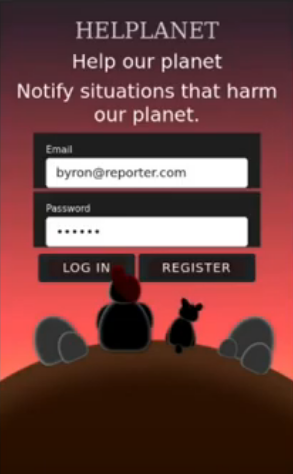 HELPLANET
Help our planet
Notify situations that harm
our planet.
Email
byron@reporter.com
Password
••••••
LOG IN
REGISTER